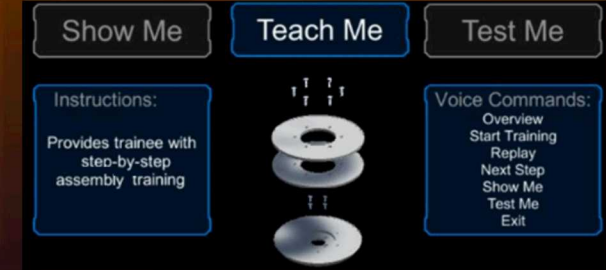 Show Me
Teach Me
Test Me
Instructions:
Provides trainee with
step-by-step
assembly training
Voice Commands:
Overview
Start Training
Replay
Next Step
Show Me
Test Me
Exit